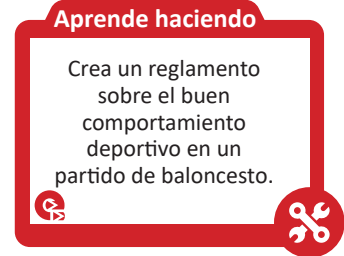 Aprende haciendo
Crea un reglamento
sobre el buen
comportamiento
deportivo en un
partido de baloncesto.